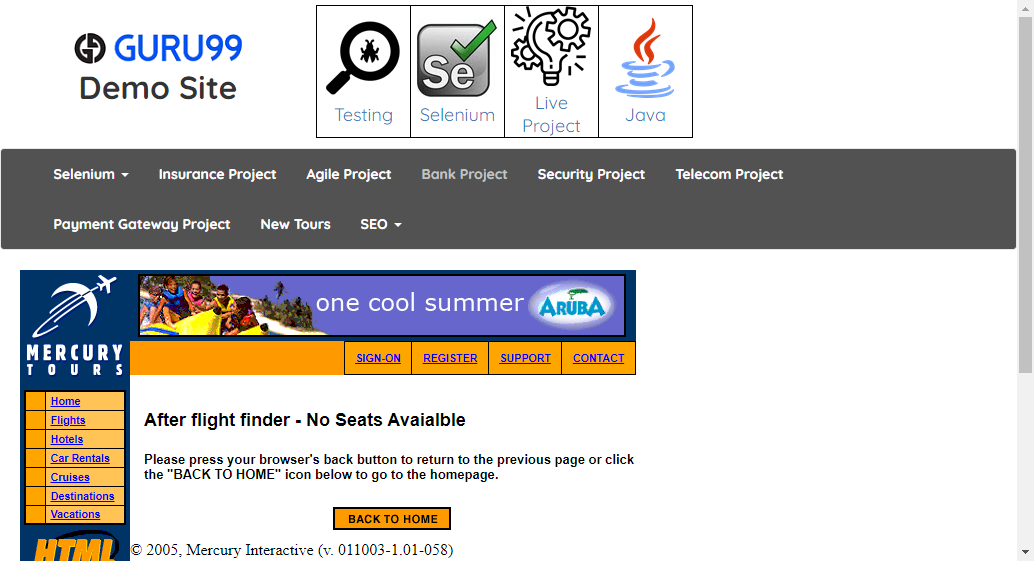 GURU99
Demo Site
Testing
Selenium
Live
Project
Java
Se
Selenium
Insurance Project
Agile Project
Bank Project
Security Project
Telecom Project
Payment Gateway Project
New Tours
SEO
one cool summer
ARUBA
MERCURY
TOURS
SIGN-ON
REGISTER
SUPPORT
CONTACT
Home
Flights
Hotels
Car Rentals
Cruises
Destinations
Vacations
After flight finder - No Seats Avaialble
Please press your browser's back button to return to the previous page or click
the "BACK TO HOME" icon below to go to the homepage.
BACK TO HOME
HTML
© 2005, Mercury Interactive (v. 011003-1.01-058)